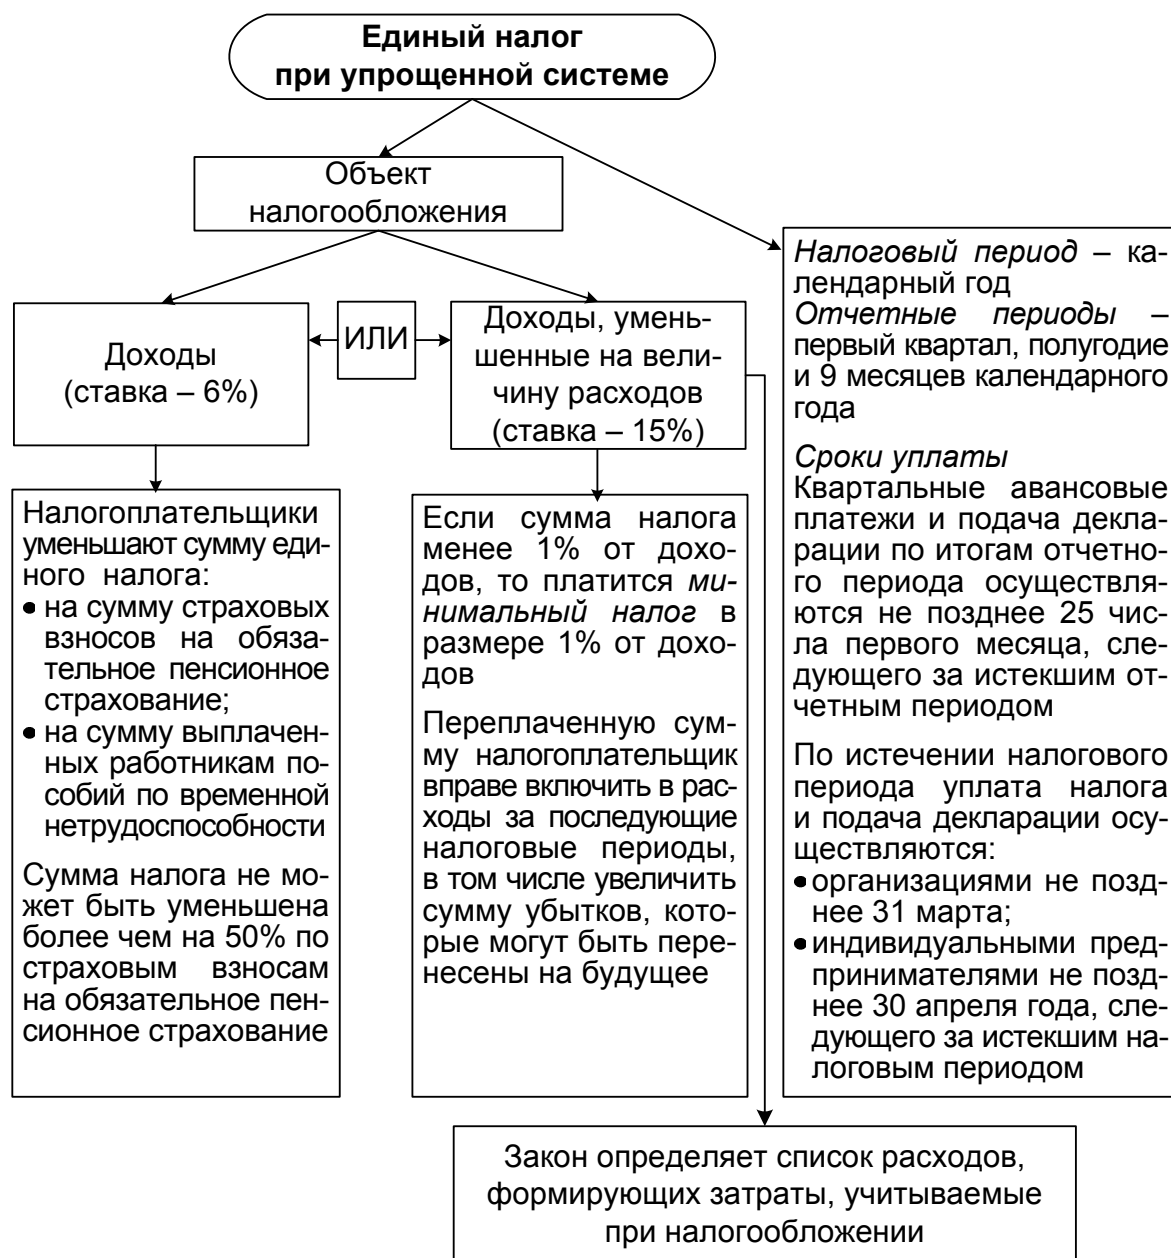 Единый налог
при упрощенной системе
Объект
налогообложения
Доходы
(ставка – 6%)
ИЛИ
Доходы, умень-
шенные на вели-
чину расходов
(ставка – 15%)
Налогоплательщики
уменьшают сумму еди-
ного налога:
• на сумму страховых
взносов на обяза-
тельное пенсионное
страхование;
• на сумму выплачен-
ных работникам по-
собий по временной
нетрудоспособности
Сумма налога не мо-
жет быть уменьшена
более чем на 50% по
страховым взносам
на обязательное пен-
сионное страхование
Если сумма налога
менее 1% от дохо-
дов, то платится ми-
нимальный налог в
размере 1% от дохо-
дов
Переплаченную сум-
му налогоплательщик
вправе включить в рас-
ходы за последующие
налоговые периоды,
в том числе увеличить
сумму убытков, кото-
рые могут быть пере-
несены на будущее
Налоговый период – ка-
лендарный год
Отчетные периоды –
первый квартал, полугодие
и 9 месяцев календарного
года
Сроки уплаты
Квартальные авансовые
платежи и подача декла-
рации по итогам отчетно-
го периода осуществля-
ются не позднее 25 чис-
ла первого месяца, сле-
дующего за истекшим от-
четным периодом
По истечении налогового
периода уплата налога
и подача декларации осу-
ществляются:
• организациями не позд-
нее 31 марта;
• индивидуальными пред-
принимателями не позд-
нее 30 апреля года, сле-
дующего за истекшим на-
логовым периодом
Закон определяет список расходов,
формирующих затраты, учитываемые
при налогообложении